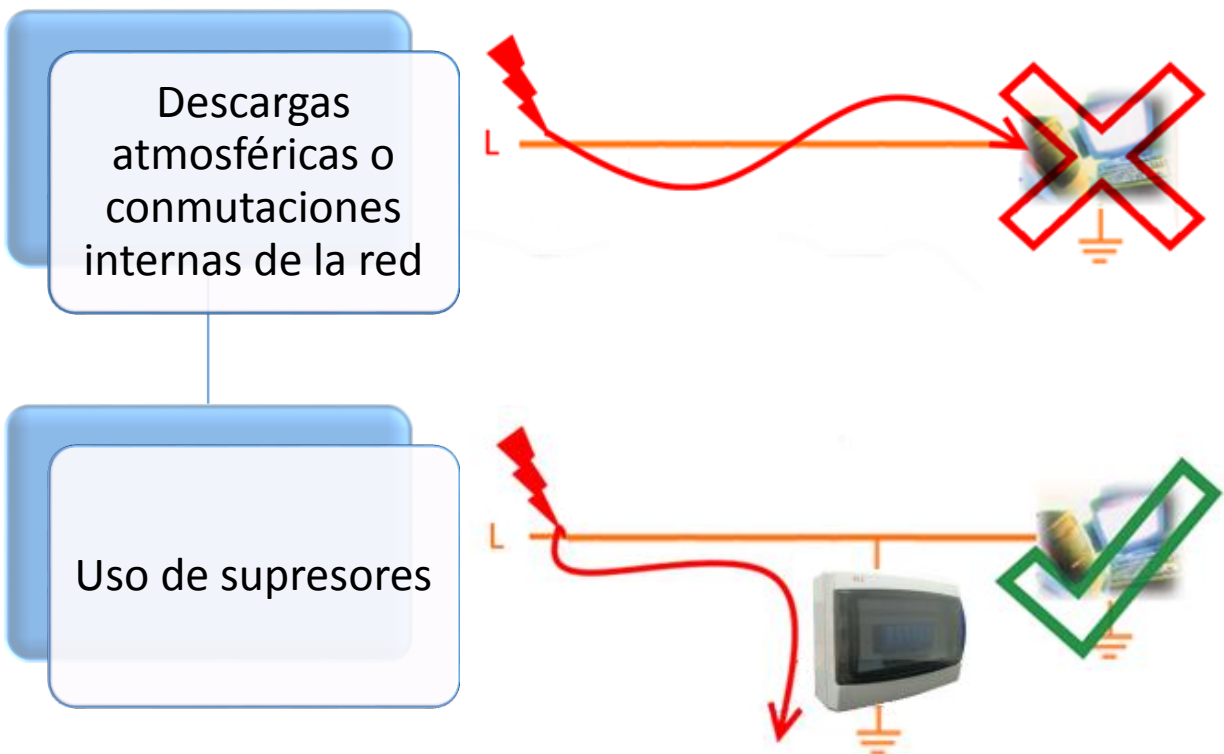 Descargas
atmosféricas o
conmutaciones
internas de la red
L
Uso de supresores
L